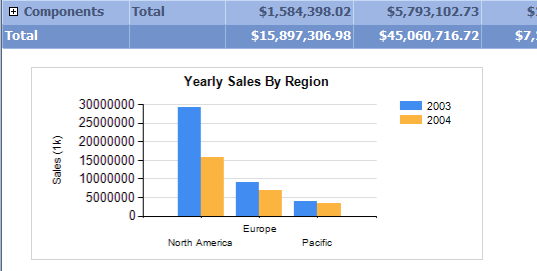 Components Total $1,584,398.02 $5,793,102.73
Total $15,897,306.98 $45,060,716.72 $7,
Yearly Sales By Region
30000000
25000000
20000000
15000000
10000000
5000000
0
Sales (1k)
2003
2004
Europe
North America Pacific